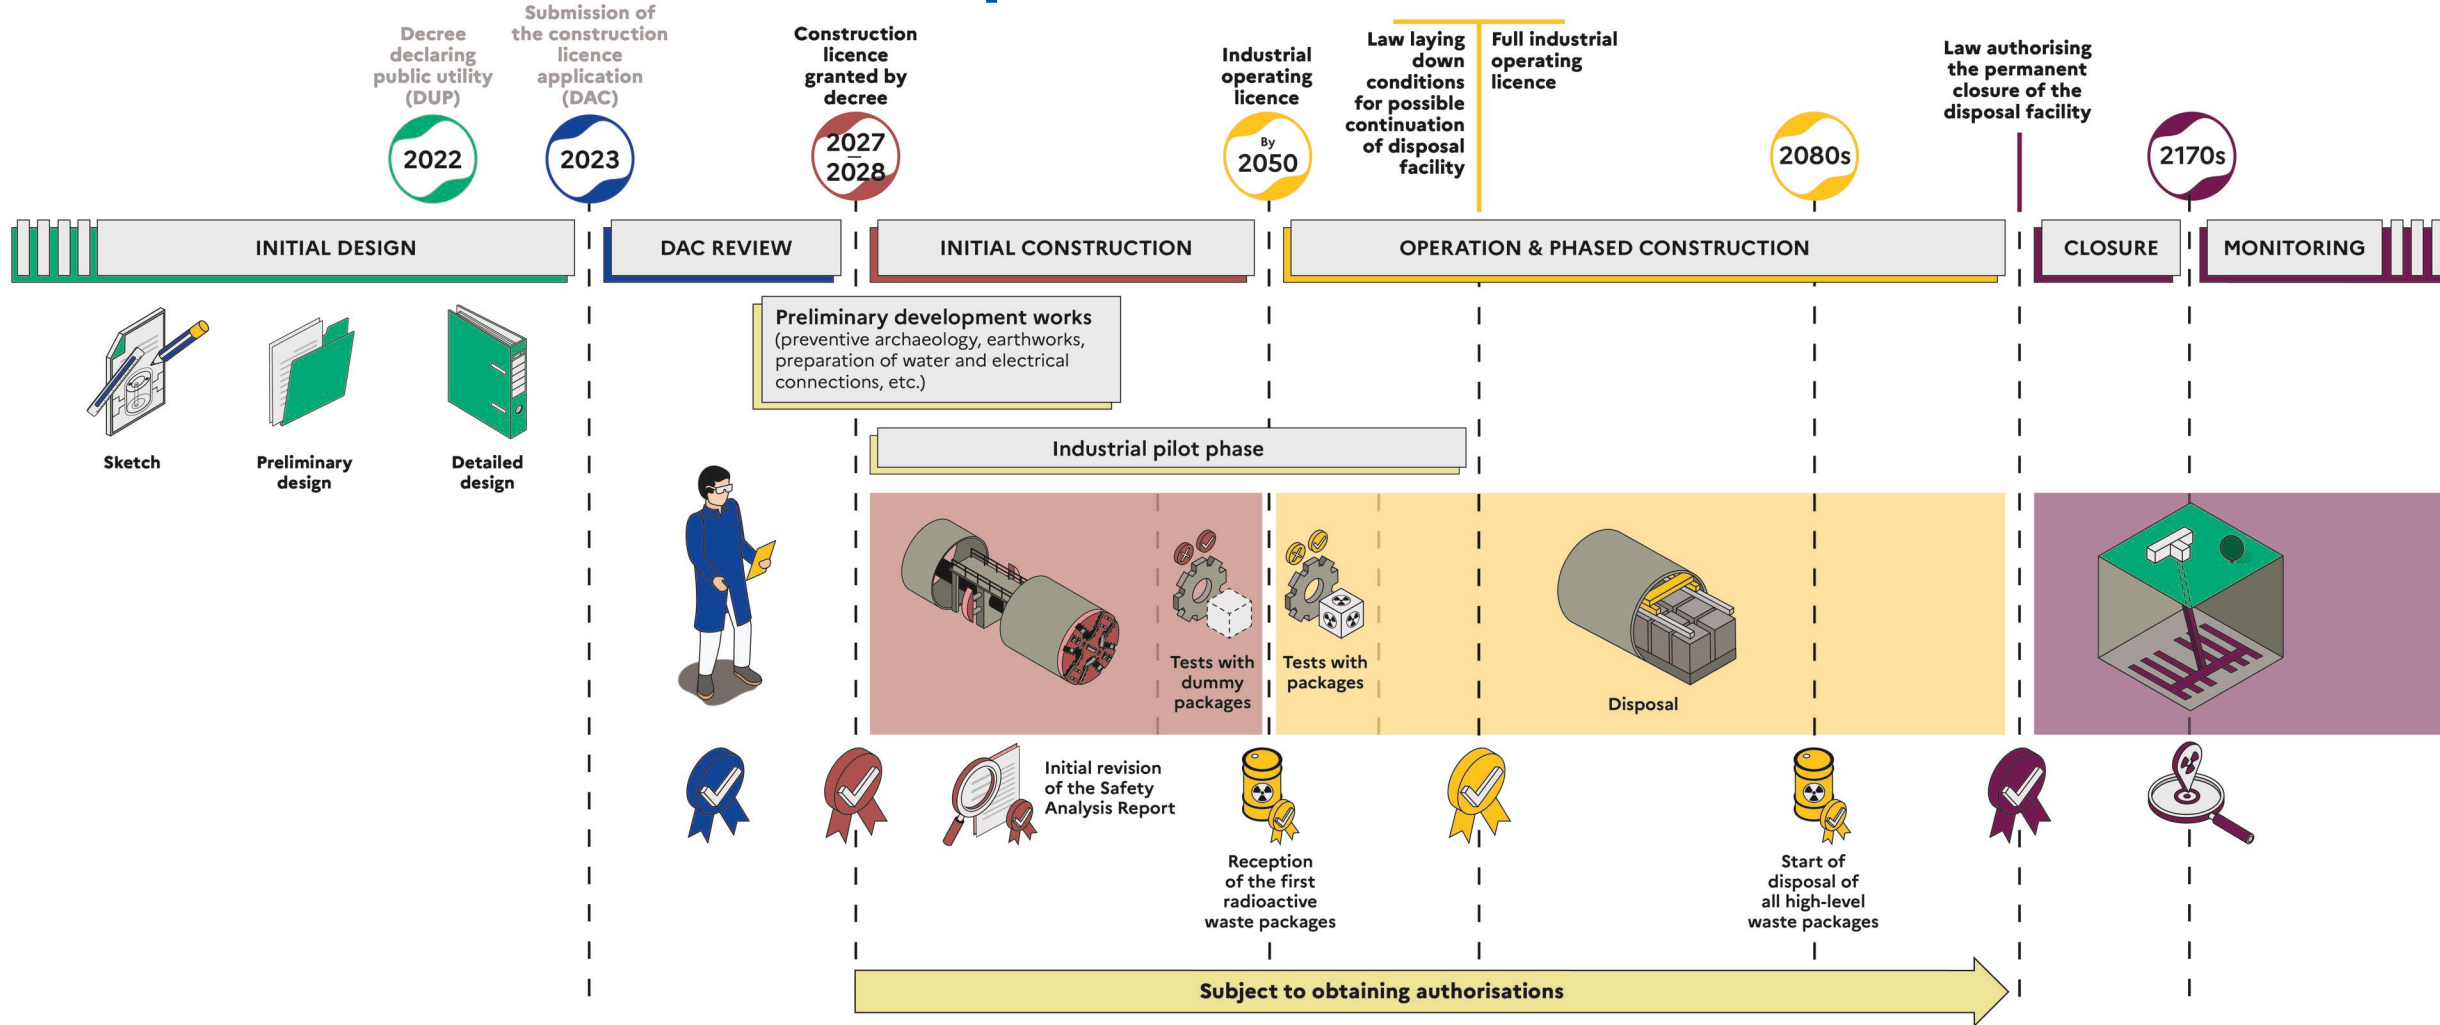 Decree
declaring
public utility
(DUP)
2022
Submission of
the construction
licence
application
(DAC)
2023
Construction
licence
granted by
decree
2027
2028
Industrial
operating
licence
By
2050
Law laying
down
conditions
for possible
continuation
of disposal
facility
Full industrial
operating
licence
2080s
Law authorising
the permanent
closure of the
disposal facility
2170s
INITIAL DESIGN
DAC REVIEW
INITIAL CONSTRUCTION
OPERATION & PHASED CONSTRUCTION
CLOSURE
MONITORING
Preliminary development works
(preventive archaeology, earthworks,
preparation of water and electrical
connections, etc.)
Industrial pilot phase
Sketch
Preliminary
design
Detailed
design
Tests with
dummy
packages
Tests with
packages
Disposal
Initial revision
of the Safety
Analysis Report
Reception
of the first
radioactive
waste packages
Start of
disposal of
all high-level
waste packages
Subject to obtaining authorisations